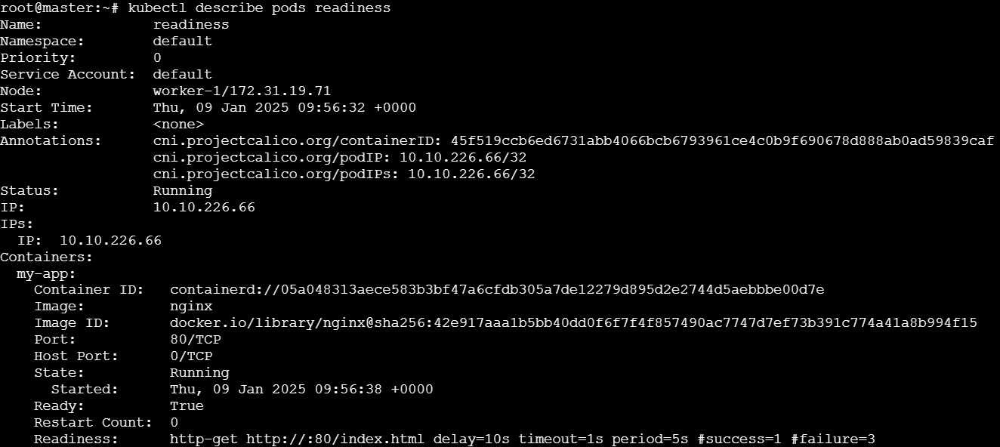 root@master:~# kubectl describe pods readiness
Name:             readiness
Namespace:        default
Priority:         0
Service Account:  default
Node:             worker-1/172.31.19.71
Start Time:       Thu, 09 Jan 2025 09:56:32 +0000
Labels:           <none>
Annotations:      cni.projectcalico.org/containerID: 45f519ccb6ed6731abb4066bcb6793961ce4c0b9f690678d888ab0ad59839caf
                  cni.projectcalico.org/podIP: 10.10.226.66/32
                  cni.projectcalico.org/podIPs: 10.10.226.66/32
Status:           Running
IP:               10.10.226.66
IPs:
  IP:  10.10.226.66
Containers:
  my-app:
    Container ID:   containerd://05a048313aece583b3bf47a6cfdb305a7de12279d895d2e2744d5aebbbe00d7e
    Image:          nginx
    Image ID:       docker.io/library/nginx@sha256:42e917aaa1b5bb40dd0f6f7f4f857490ac7747d7ef73b391c774a41a8b994f15
    Port:           80/TCP
    Host Port:      0/TCP
    State:          Running
      Started:      Thu, 09 Jan 2025 09:56:38 +0000
    Ready:          True
    Restart Count:  0
    Readiness:      http-get http://:80/index.html delay=10s timeout=1s period=5s #success=1 #failure=3